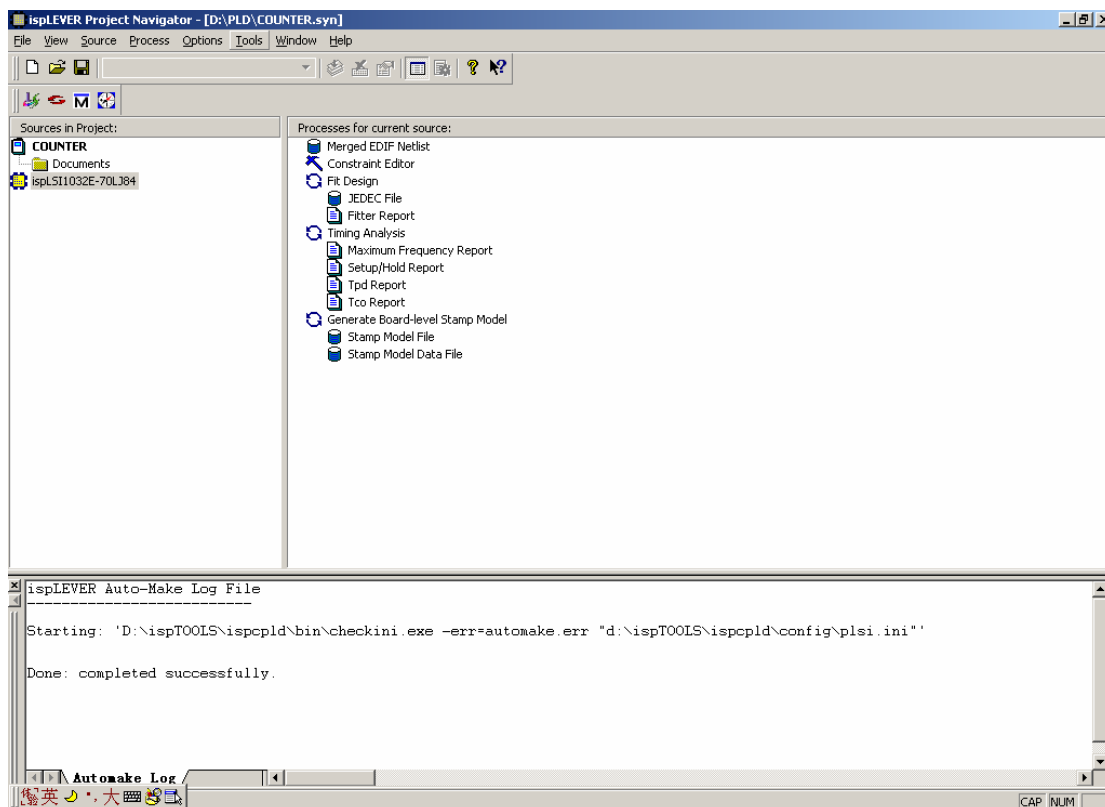 ispLEVER Project Navigator - [D:\PLD\COUNTER.syn]
File View Source Process Options Tools Window Help
Sources in Project:
COUNTER
Documents
ispLSI1032E-70LJ84
Processes for current source:
Merged EDIF Netlist
Constraint Editor
Fit Design
JEDEC File
Fitter Report
Timing Analysis
Maximum Frequency Report
Setup/Hold Report
Tpd Report
Tco Report
Generate Board-level Stamp Model
Stamp Model File
Stamp Model Data File
ispLEVER Auto-Make Log File
---------------------------
Starting: 'D:\ispTOOLS\ispcpld\bin\checkini.exe -err=automake.err "d:\ispTOOLS\ispcpld\config\plsi.ini"'
Done: completed successfully.
Automake Log
英 大
CAP NUM